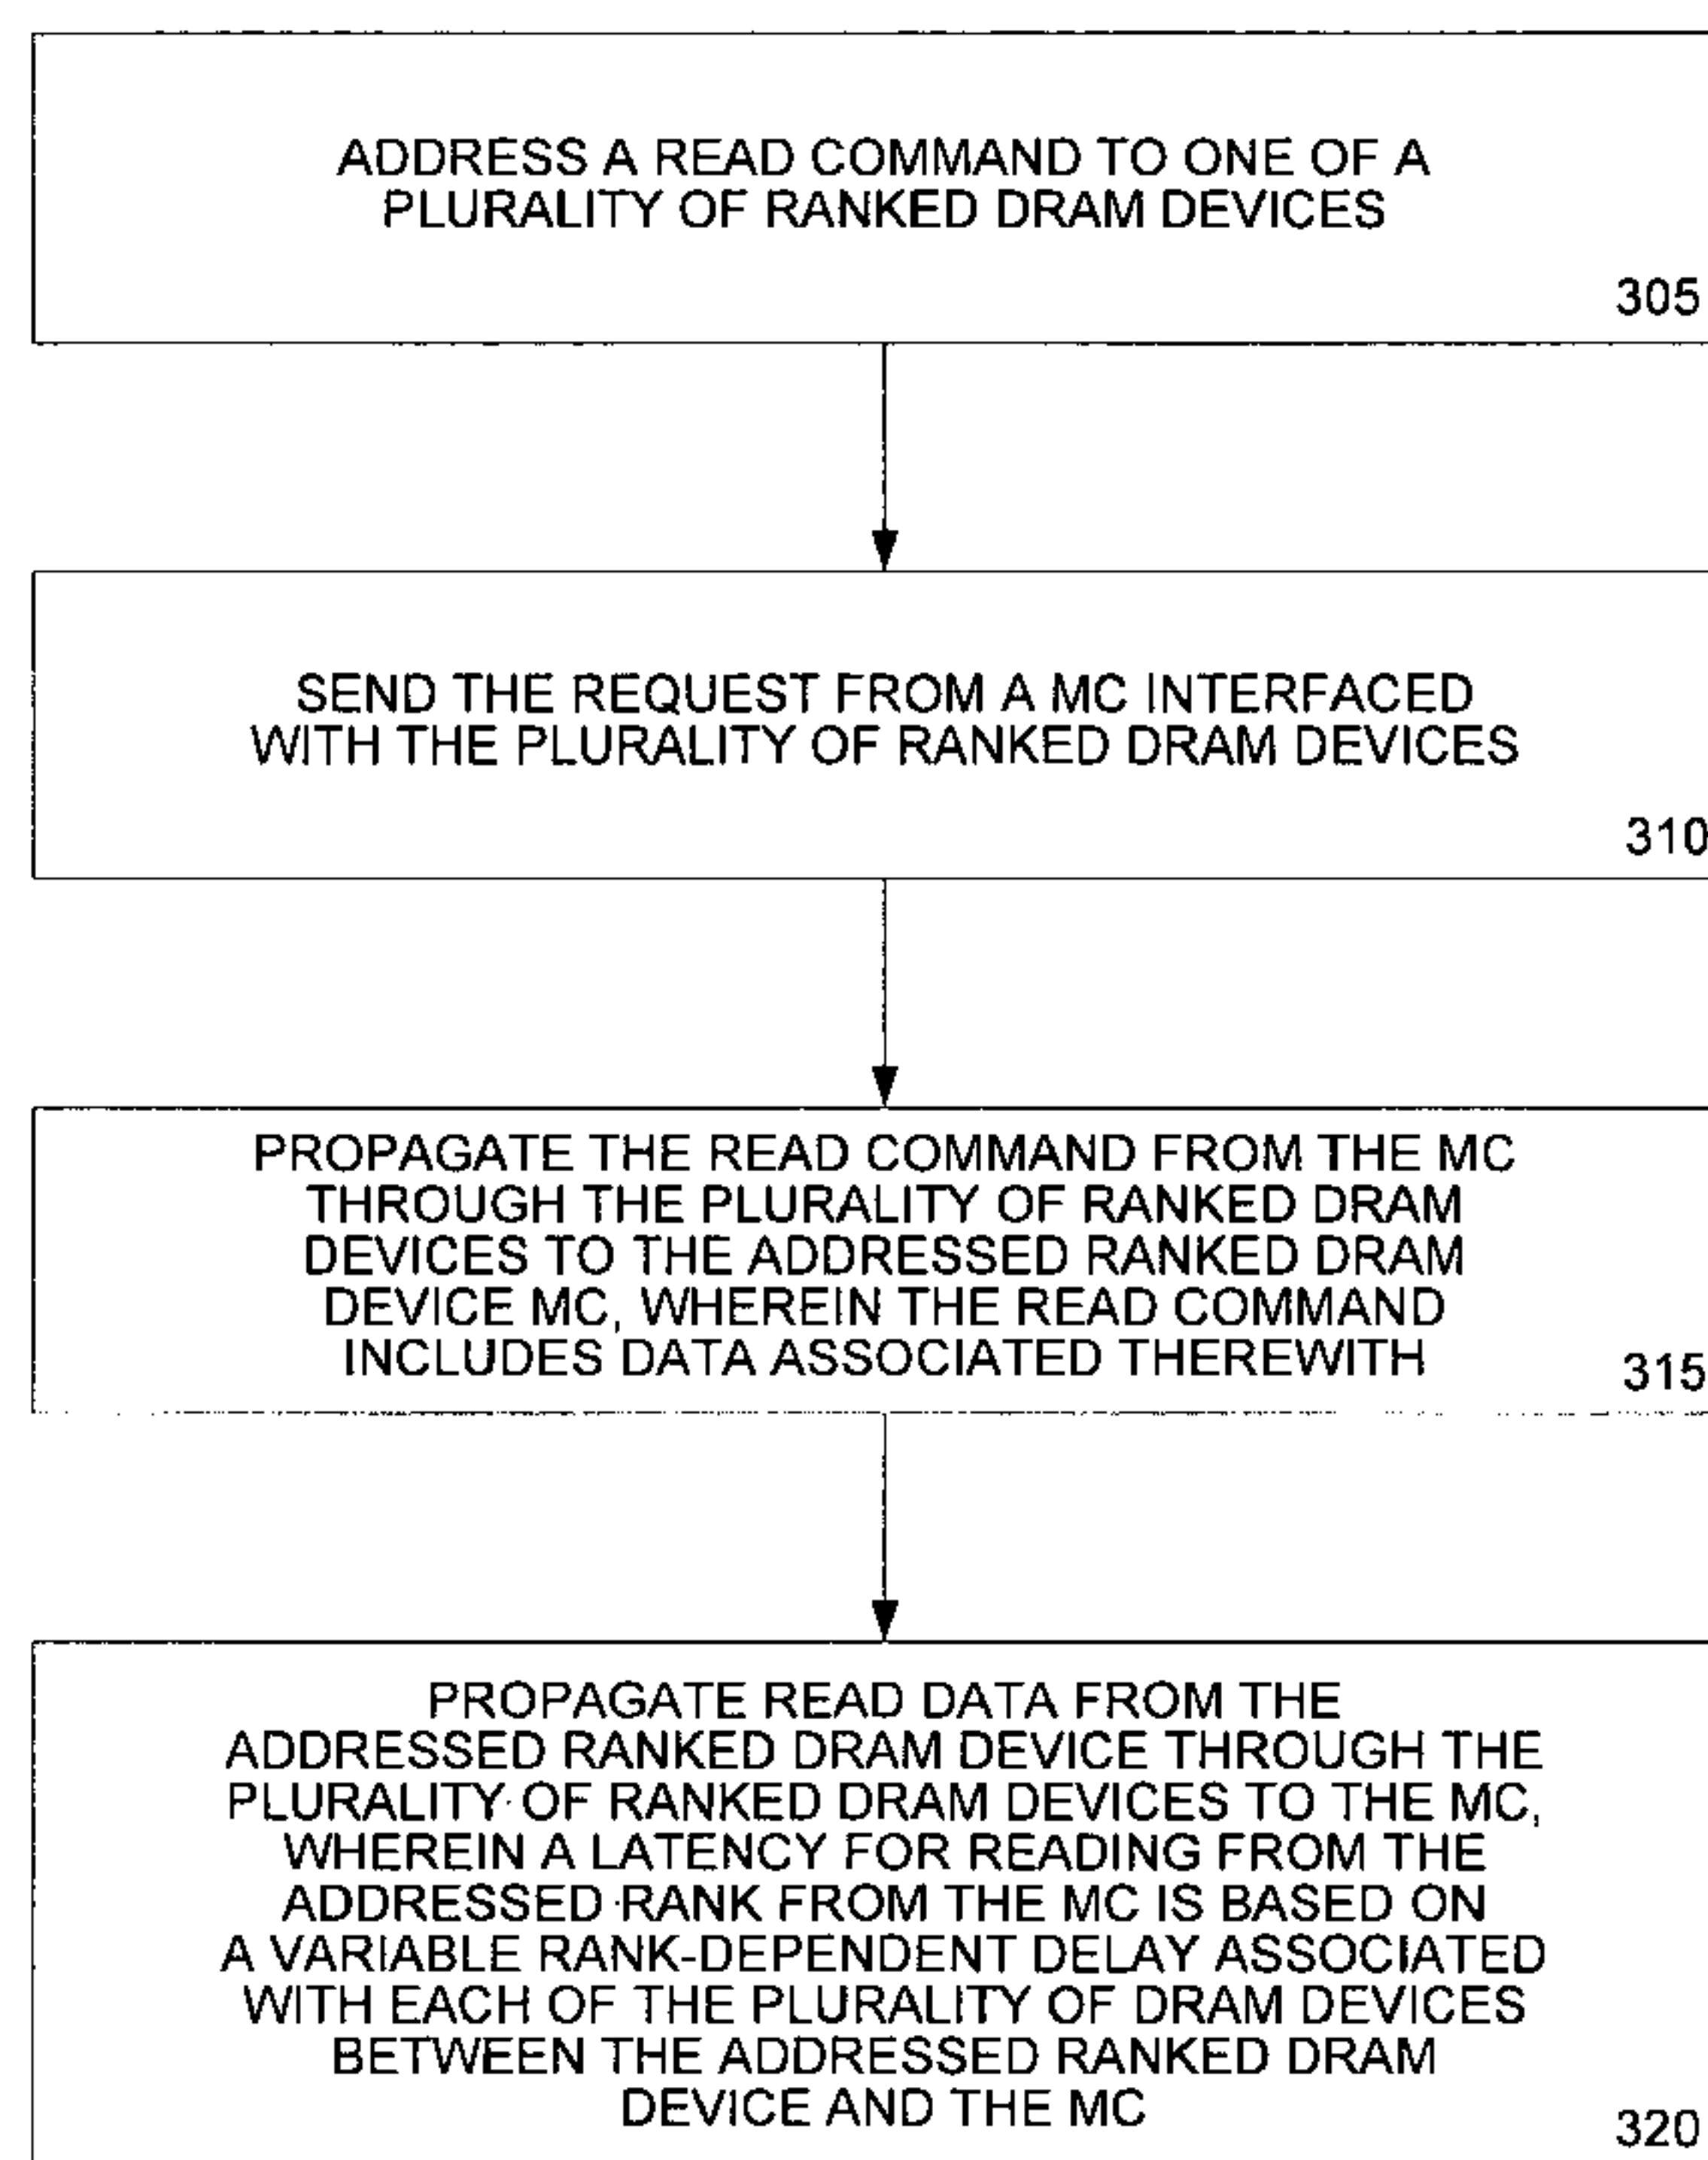 ADDRESS A READ COMMAND TO ONE OF A
PLURALITY OF RANKED DRAM DEVICES
305
SEND THE REQUEST FROM A MC INTERFACED
WITH THE PLURALITY OF RANKED DRAM DEVICES
310
PROPAGATE THE READ COMMAND FROM THE MC
THROUGH THE PLURALITY OF RANKED DRAM
DEVICES TO THE ADDRESSED RANKED DRAM
DEVICE MC, WHEREIN THE READ COMMAND
INCLUDES DATA ASSOCIATED THEREWITH
315
PROPAGATE READ DATA FROM THE
ADDRESSED RANKED DRAM DEVICE THROUGH THE
PLURALITY OF RANKED DRAM DEVICES TO THE MC,
WHEREIN A LATENCY FOR READING FROM THE
ADDRESSED RANK FROM THE MC IS BASED ON
A VARIABLE RANK-DEPENDENT DELAY ASSOCIATED
WITH EACH OF THE PLURALITY OF DRAM DEVICES
BETWEEN THE ADDRESSED RANKED DRAM
DEVICE AND THE MC
320